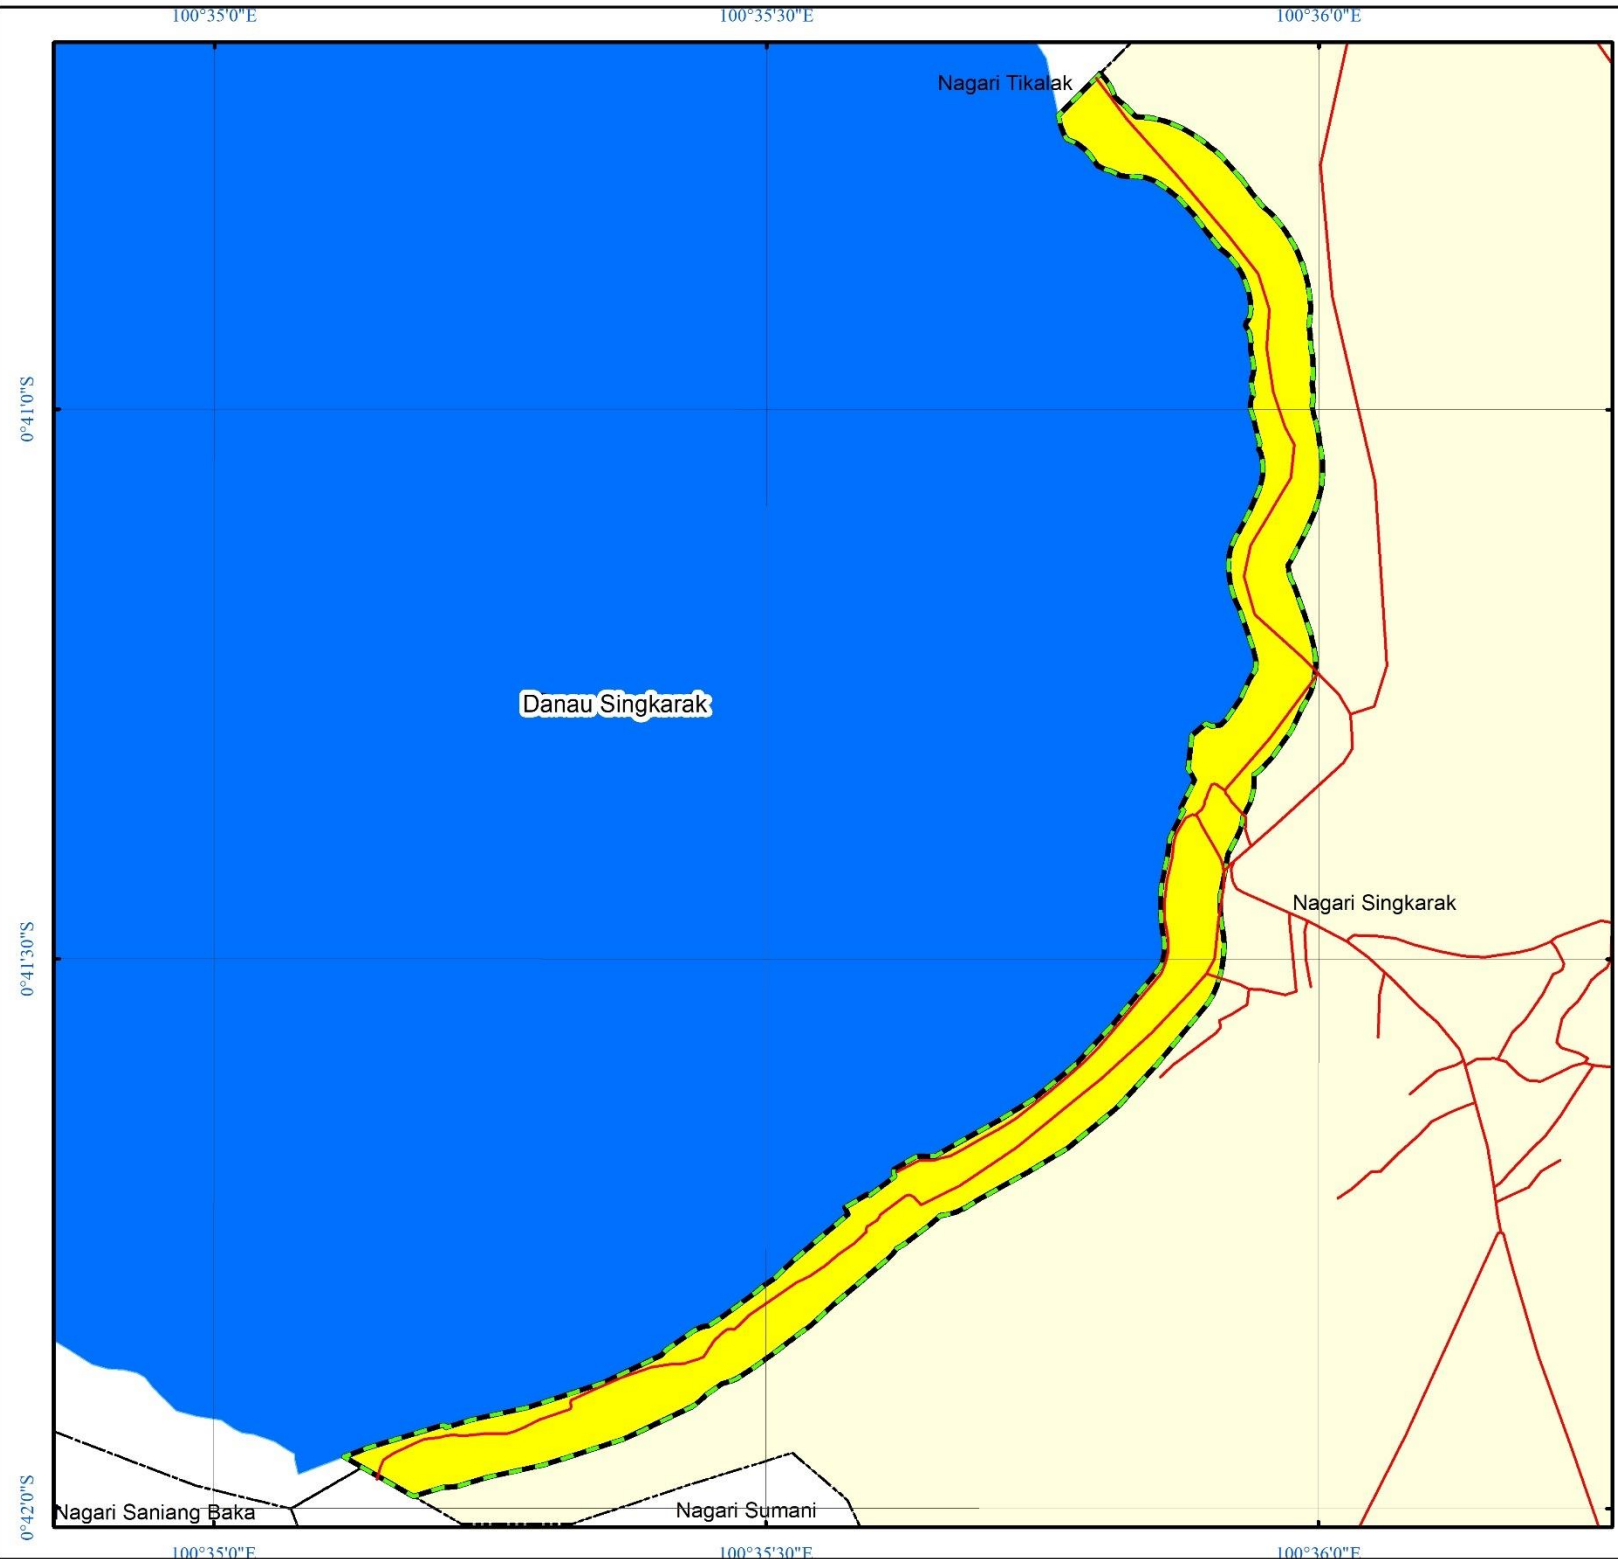 100°35'0"E
100°35'30"E
100°36'0"E
Nagari Tikalak
0°41'0"S
Danau Singkarak
Nagari Singkarak
0°41'30"S
0°42'0"S
Nagari Saniang Baka
Nagari Sumani
100°35'0"E
100°35'30"E
100°36'0"E